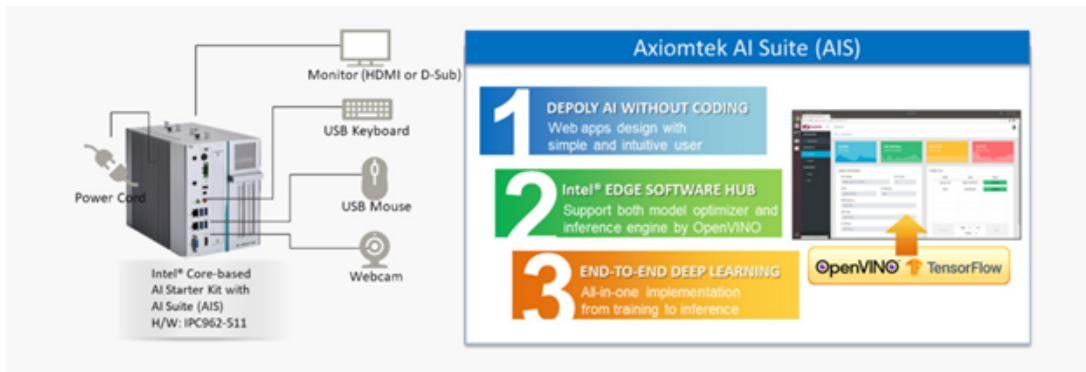 Monitor (HDMI or D-Sub)
USB Keyboard
Power Cord
USB Mouse
Webcam
Intel® Core-based
AI Starter Kit with
AI Suite (AIS)
H/W: IPC962-511
Axiomtek AI Suite (AIS)
1
DEPOLY AI WITHOUT CODING
Web apps design with
simple and intuitive user
2
Intel® EDGE SOFTWARE HUB
Support both model optimizer and
inference engine by OpenVINO
3
END-TO-END DEEP LEARNING
All-in-one implementation
from training to inference
OpenVINO TensorFlow